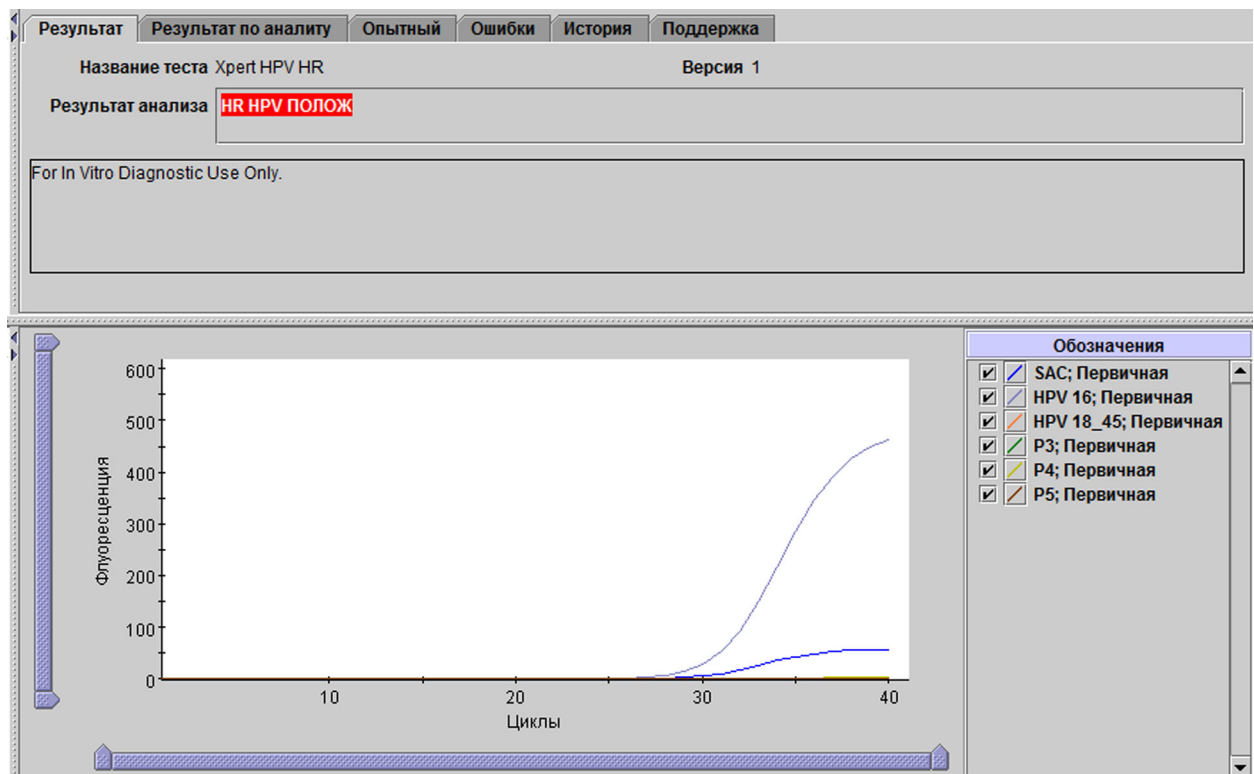 Результат Результат по аналиту Опытный Ошибки История Поддержка
Название теста Xpert HPV HR Версия 1
Результат анализа HR HPV ПОЛОЖ
For In Vitro Diagnostic Use Only.
Обозначения
SAC; Первичная
HPV 16; Первичная
HPV 18_45; Первичная
P3; Первичная
P4; Первичная
P5; Первичная
Флуоресценция
600
500
400
300
200
100
0
10 20 30 40
Циклы